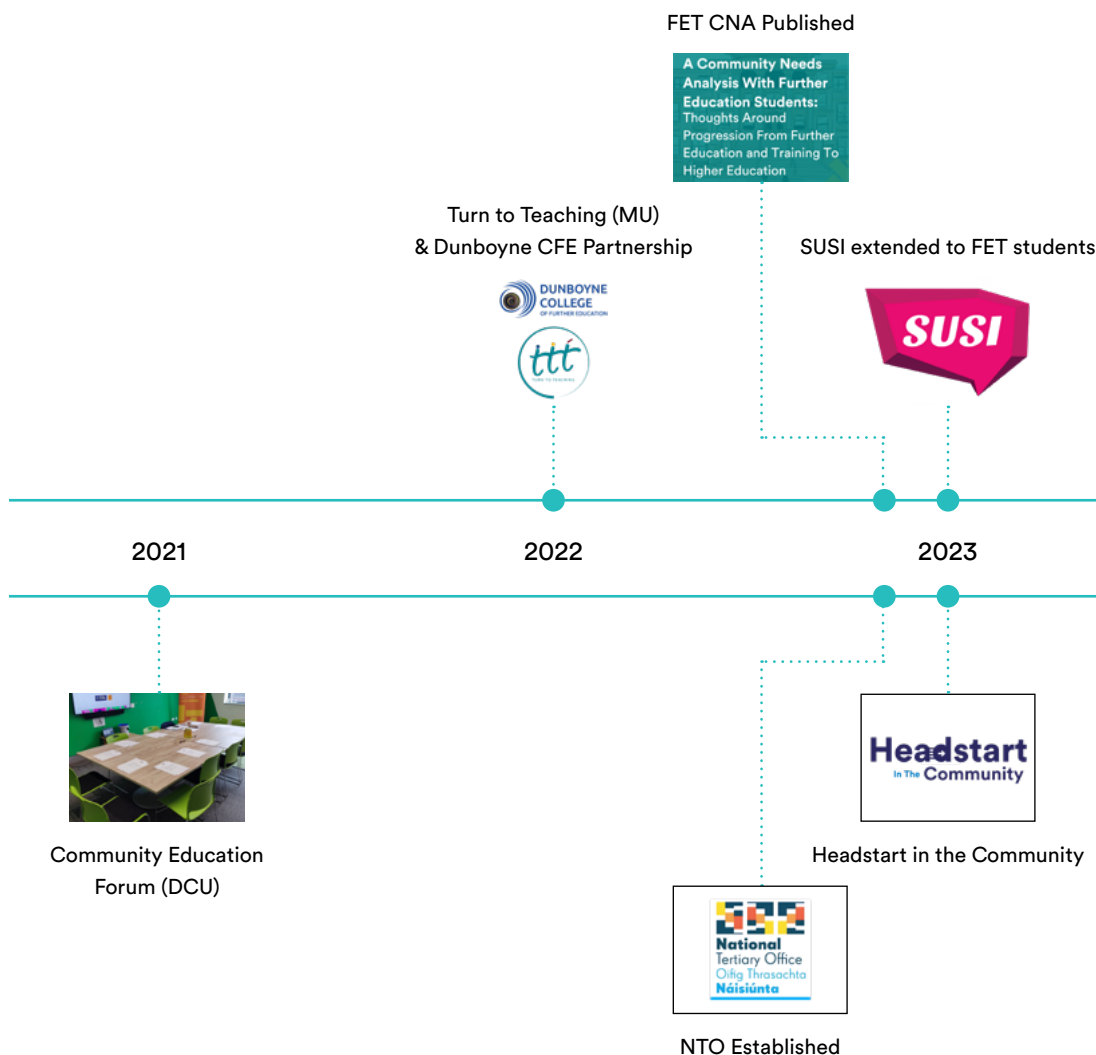 FET CNA Published
A Community Needs
Analysis With Further
Education Students:
Thoughts Around
Progression From Further
Education and Training To
Higher Education
Turn to Teaching (MU)
& Dunboyne CFE Partnership
DUNBOYNE
COLLEGE
OF FURTHER EDUCATION
ttt
TURN TO TEACHING
SUSI extended to FET students
SUSI
2021
2022
2023
Community Education
Forum (DCU)
Headstart
In The Community
Headstart in the Community
National
Tertiary Office
Oifig Thrasachta
Náisiúnta
NTO Established